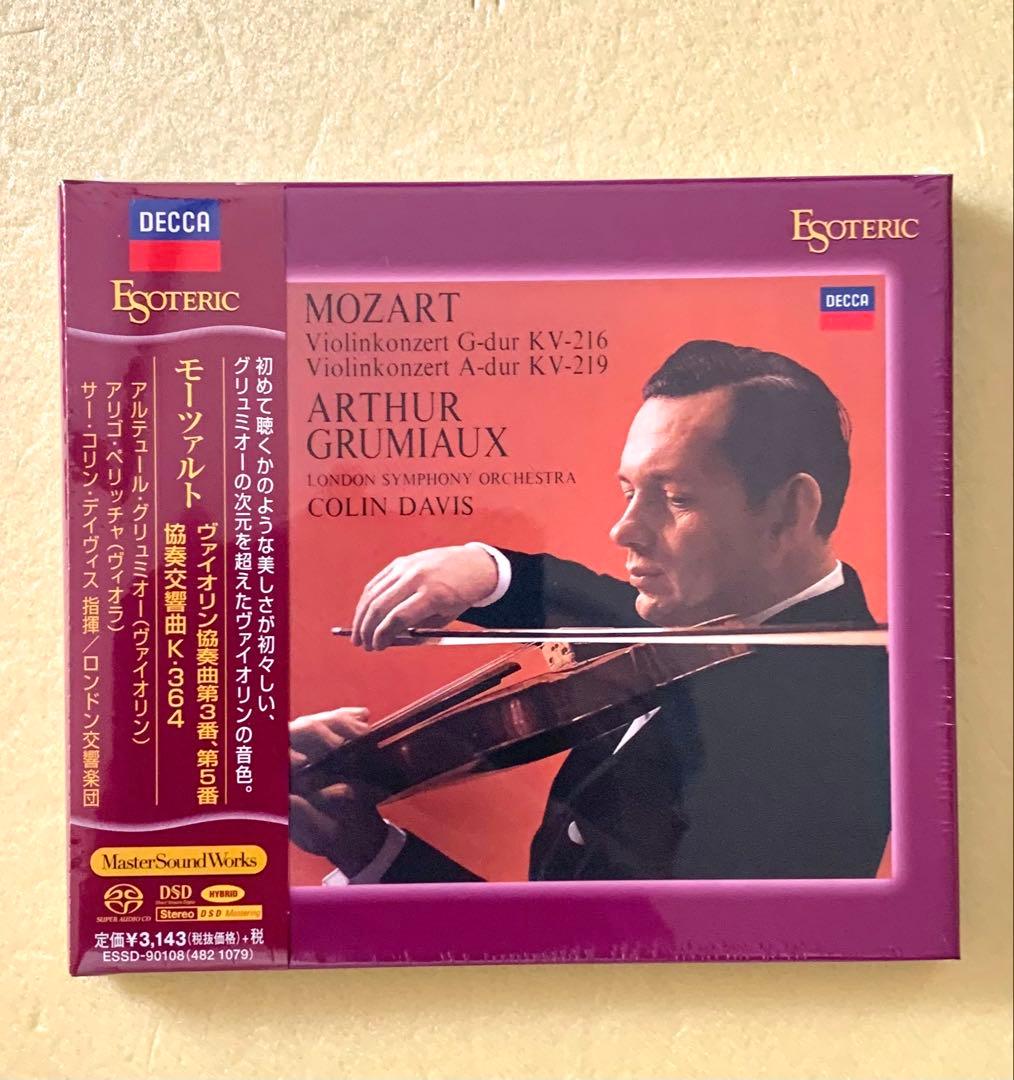 DECCA
ESOTERIC
初めて聴くかのような美しさが初々しい、
グリュミオーの次元を超えたヴァイオリンの音色。
モーツァルト
ヴァイオリン協奏曲第3番、第5番
協奏交響曲K・364
アルテュール・グリュミオー(ヴァイオリン)
アリゴ・ペリッチャ(ヴィオラ)
サー・コリン・デイヴィス 指揮/ロンドン交響楽団
MasterSoundWorks
SUPER AUDIO CD
DSD
Direct Stream Digital
HYBRID
Stereo DSD Mastering
定価¥3,143(税抜価格)+税
ESSD-90108(482 1079)
ESOTERIC
DECCA
MOZART
Violinkonzert G-dur KV-216
Violinkonzert A-dur KV-219
ARTHUR
GRUMIAUX
LONDON SYMPHONY ORCHESTRA
COLIN DAVIS